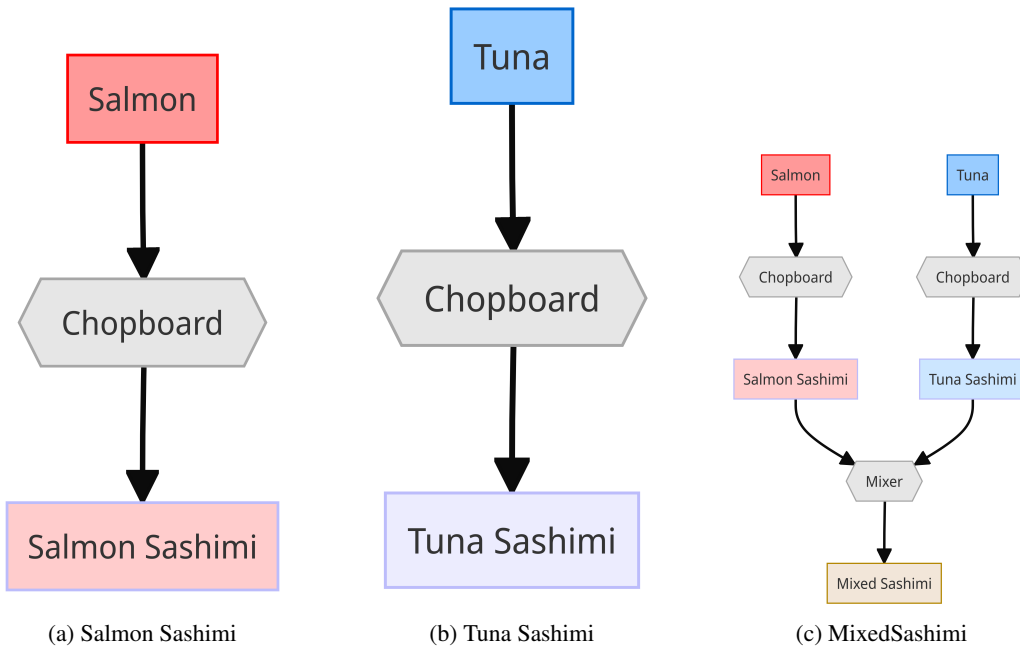 Salmon
Chopboard
Salmon Sashimi
(a) Salmon Sashimi
Tuna
Chopboard
Tuna Sashimi
(b) Tuna Sashimi
Salmon
Tuna
Chopboard
Chopboard
Salmon Sashimi
Tuna Sashimi
Mixer
Mixed Sashimi
(c) MixedSashimi